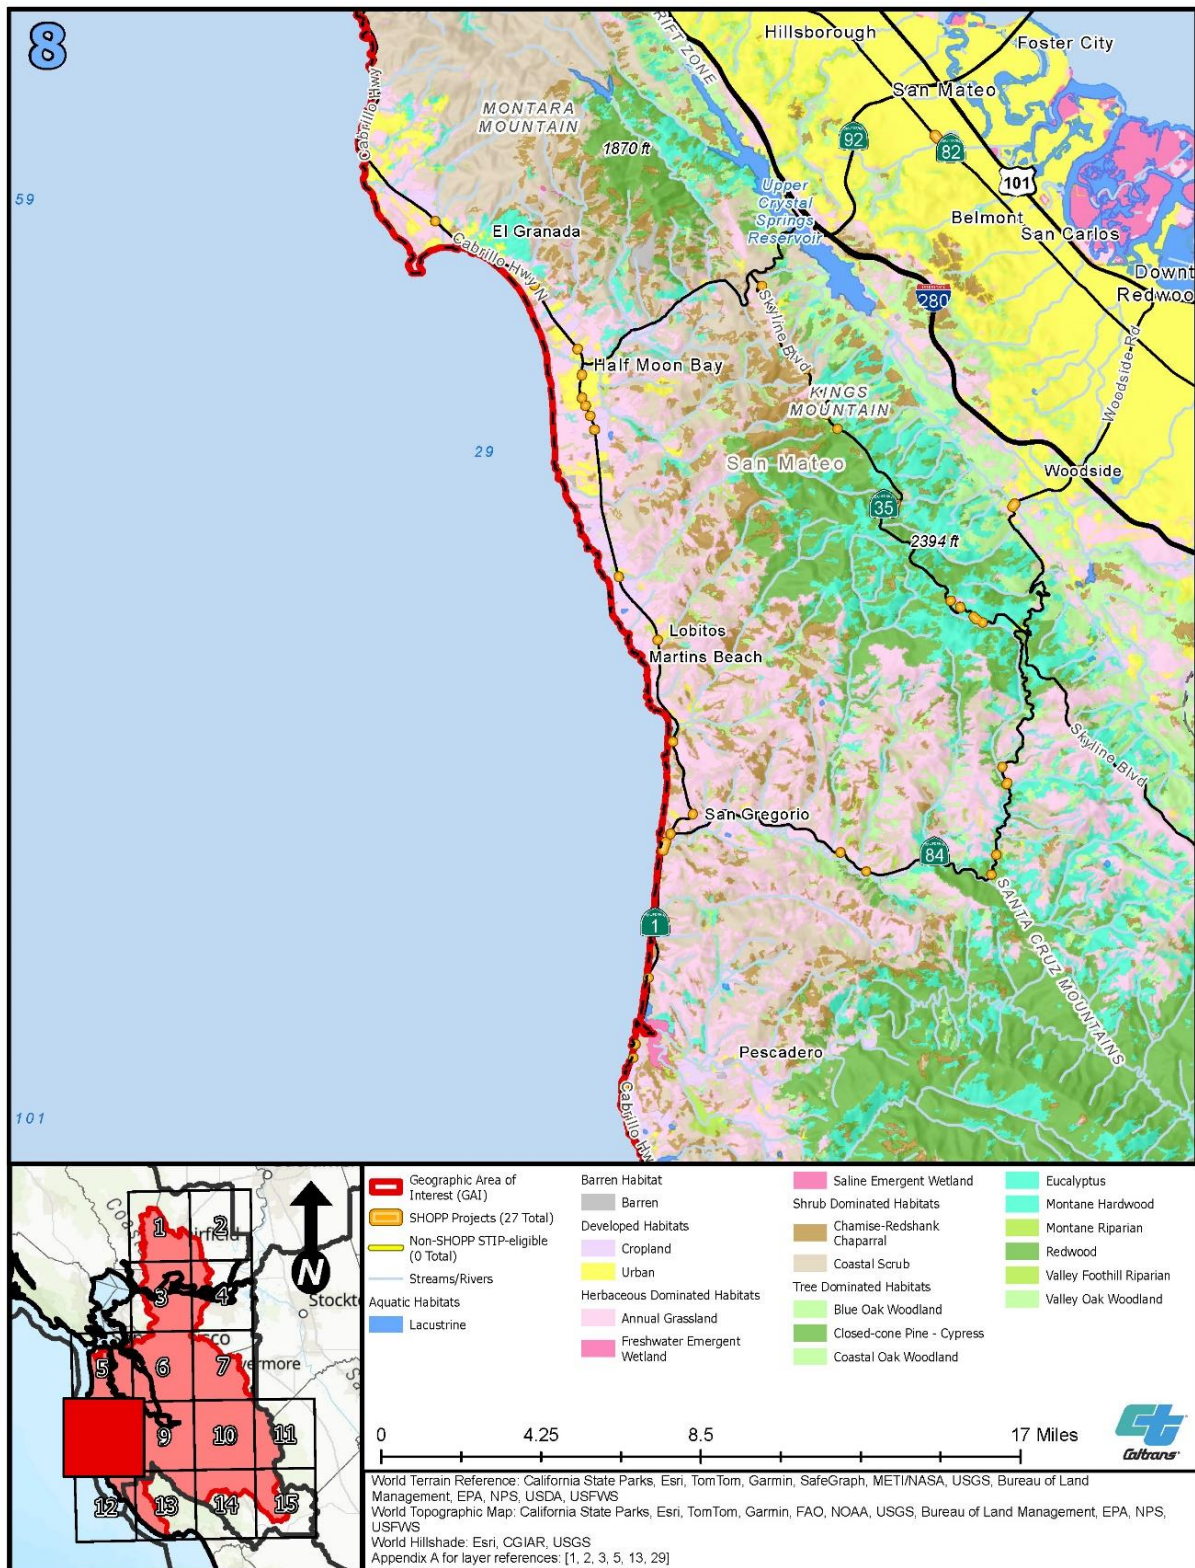 8
Hillsborough
Foster City
RIFT ZONE
Cabrillo Hwy
San Mateo
MONTARA
MOUNTAIN
92
82
1870 ft
101
59
Upper
Crystal
Springs
Reservoir
Belmont
San Carlos
El Granada
Cabrillo Hwy N
Downt
Redwoo
280
Skyline Blvd
Woodside Rd
Half Moon Bay
KINGS
MOUNTAIN
29
San Mateo
Woodside
35
2394 ft
Lobitos
Martins Beach
Skyline Blvd
San Gregorio
84
SANTA CRUZ MOUNTAINS
1
Pescadero
101
Cabrillo Hw
Coas
1
2
irfield
N
3
4
Stockt
sco
5
6
7
vermore
9
10
11
12
13
14
15
Geographic Area of
Interest (GAI)
SHOPP Projects (27 Total)
Non-SHOPP STIP-eligible
(0 Total)
Streams/Rivers
Aquatic Habitats
Lacustrine
Barren Habitat
Barren
Developed Habitats
Cropland
Urban
Herbaceous Dominated Habitats
Annual Grassland
Freshwater Emergent
Wetland
Saline Emergent Wetland
Shrub Dominated Habitats
Chamise-Redshank
Chaparral
Coastal Scrub
Tree Dominated Habitats
Blue Oak Woodland
Closed-cone Pine - Cypress
Coastal Oak Woodland
Eucalyptus
Montane Hardwood
Montane Riparian
Redwood
Valley Foothill Riparian
Valley Oak Woodland
0 4.25 8.5 17 Miles
Caltrans
World Terrain Reference: California State Parks, Esri, TomTom, Garmin, SafeGraph, METI/NASA, USGS, Bureau of Land
Management, EPA, NPS, USDA, USFWS
World Topographic Map: California State Parks, Esri, TomTom, Garmin, FAO, NOAA, USGS, Bureau of Land Management, EPA, NPS,
USFWS
World Hillshade: Esri, CGIAR, USGS
Appendix A for layer references: [1, 2, 3, 5, 13, 29]